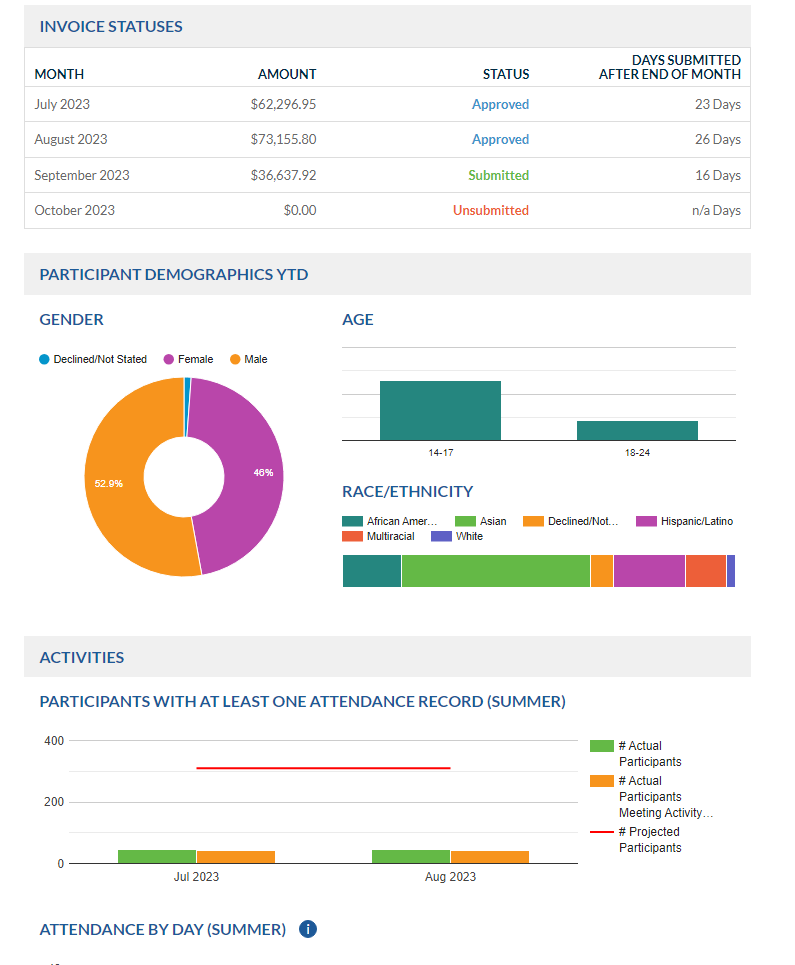 INVOICE STATUSES
MONTH AMOUNT STATUS DAYS SUBMITTED AFTER END OF MONTH
July 2023 $62,296.95 Approved 23 Days
August 2023 $73,155.80 Approved 26 Days
September 2023 $36,637.92 Submitted 16 Days
October 2023 $0.00 Unsubmitted n/a Days
PARTICIPANT DEMOGRAPHICS YTD
GENDER
Declined/Not Stated Female Male
52.9%
46%
AGE
14-17 18-24
RACE/ETHNICITY
African Amer... Asian Declined/Not... Hispanic/Latino
Multiracial White
ACTIVITIES
PARTICIPANTS WITH AT LEAST ONE ATTENDANCE RECORD (SUMMER)
400
200
0
Jul 2023 Aug 2023
# Actual
Participants
# Actual
Participants
Meeting Activity...
# Projected
Participants
ATTENDANCE BY DAY (SUMMER) i